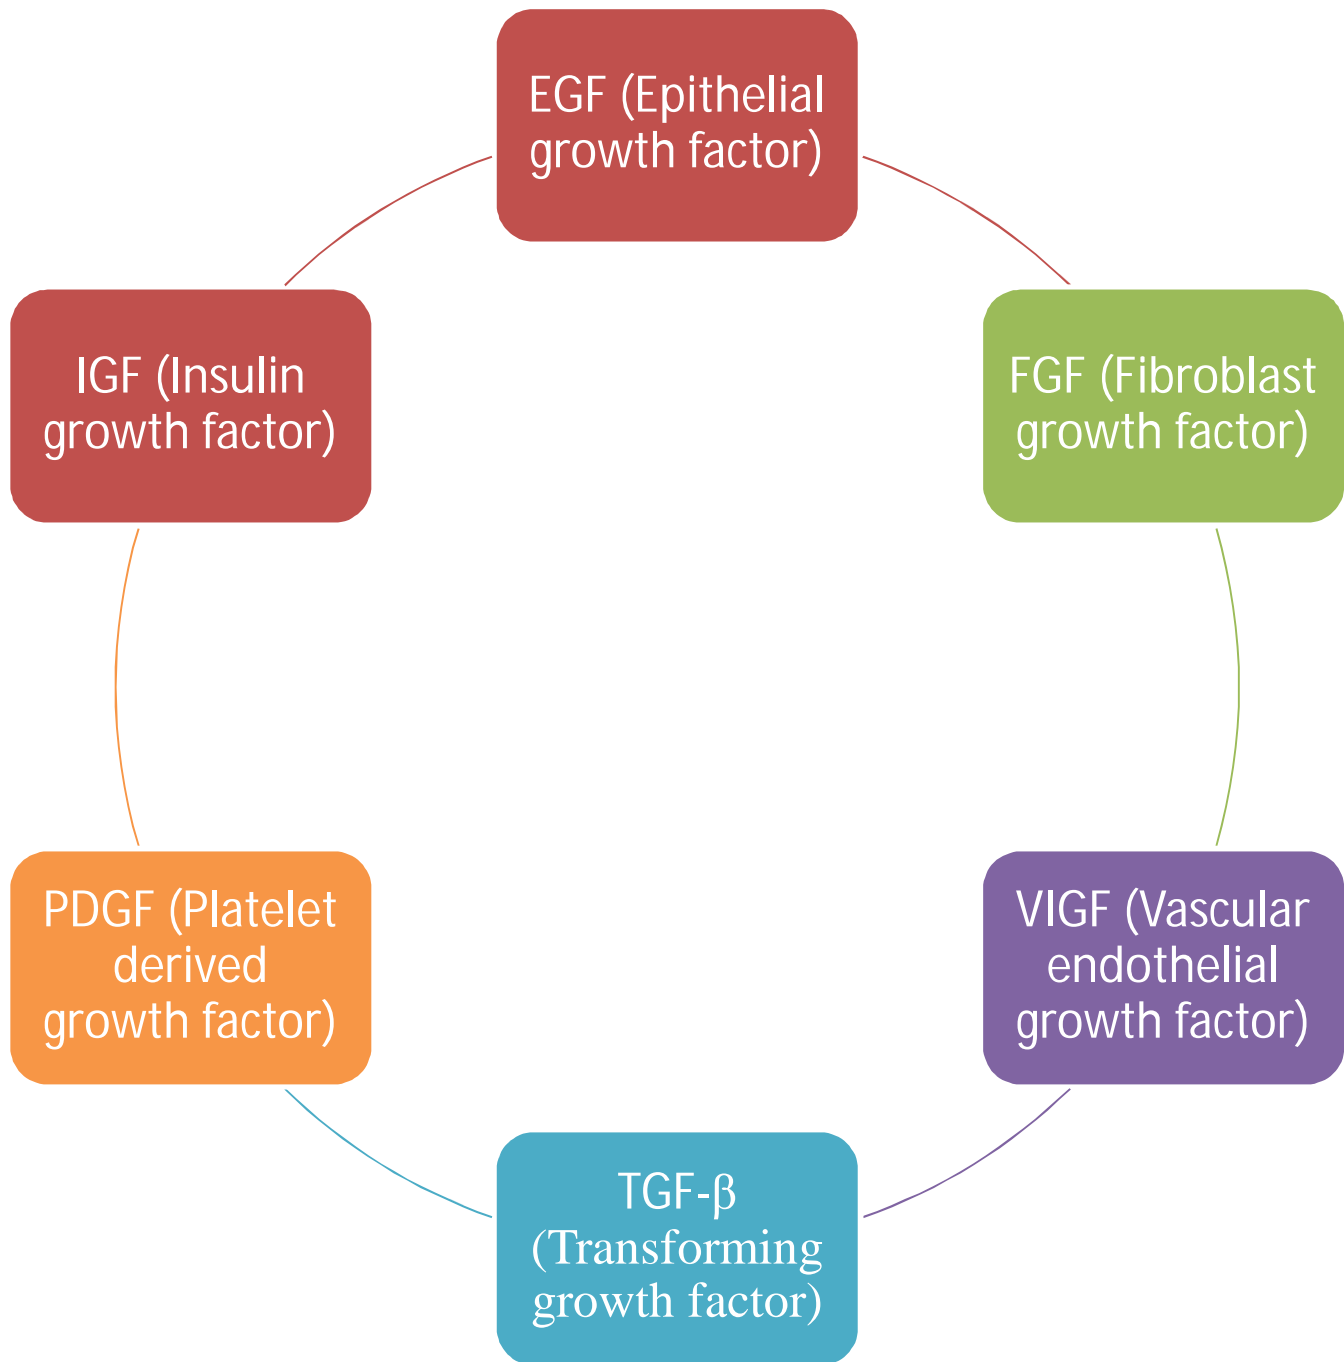 EGF (Epithelial
growth factor)
FGF (Fibroblast
growth factor)
VIGF (Vascular
endothelial
growth factor)
TGF-β
(Transforming
growth factor)
PDGF (Platelet
derived
growth factor)
IGF (Insulin
growth factor)